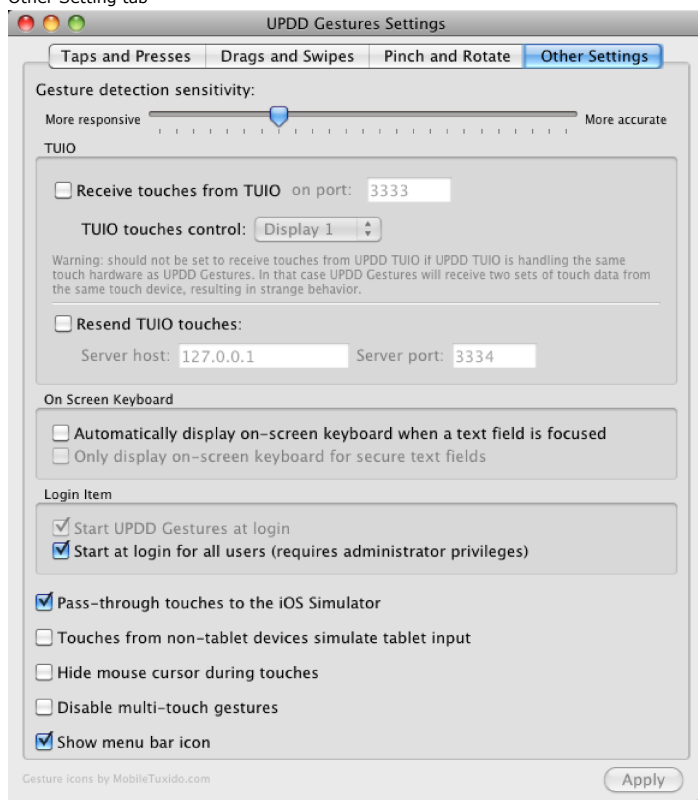 Other Setting tab
UPDD Gestures Settings
Taps and Presses Drags and Swipes Pinch and Rotate Other Settings
Gesture detection sensitivity:
More responsive More accurate
TUIO
Receive touches from TUIO on port: 3333
TUIO touches control: Display 1
Warning: should not be set to receive touches from UPDD TUIO if UPDD TUIO is handling the same
touch hardware as UPDD Gestures. In that case UPDD Gestures will receive two sets of touch data from
the same touch device, resulting in strange behavior.
Resend TUIO touches:
Server host: 127.0.0.1 Server port: 3334
On Screen Keyboard
Automatically display on-screen keyboard when a text field is focused
Only display on-screen keyboard for secure text fields
Login Item
Start UPDD Gestures at login
Start at login for all users (requires administrator privileges)
Pass-through touches to the iOS Simulator
Touches from non-tablet devices simulate tablet input
Hide mouse cursor during touches
Disable multi-touch gestures
Show menu bar icon
Gesture icons by MobileTuxido.com Apply